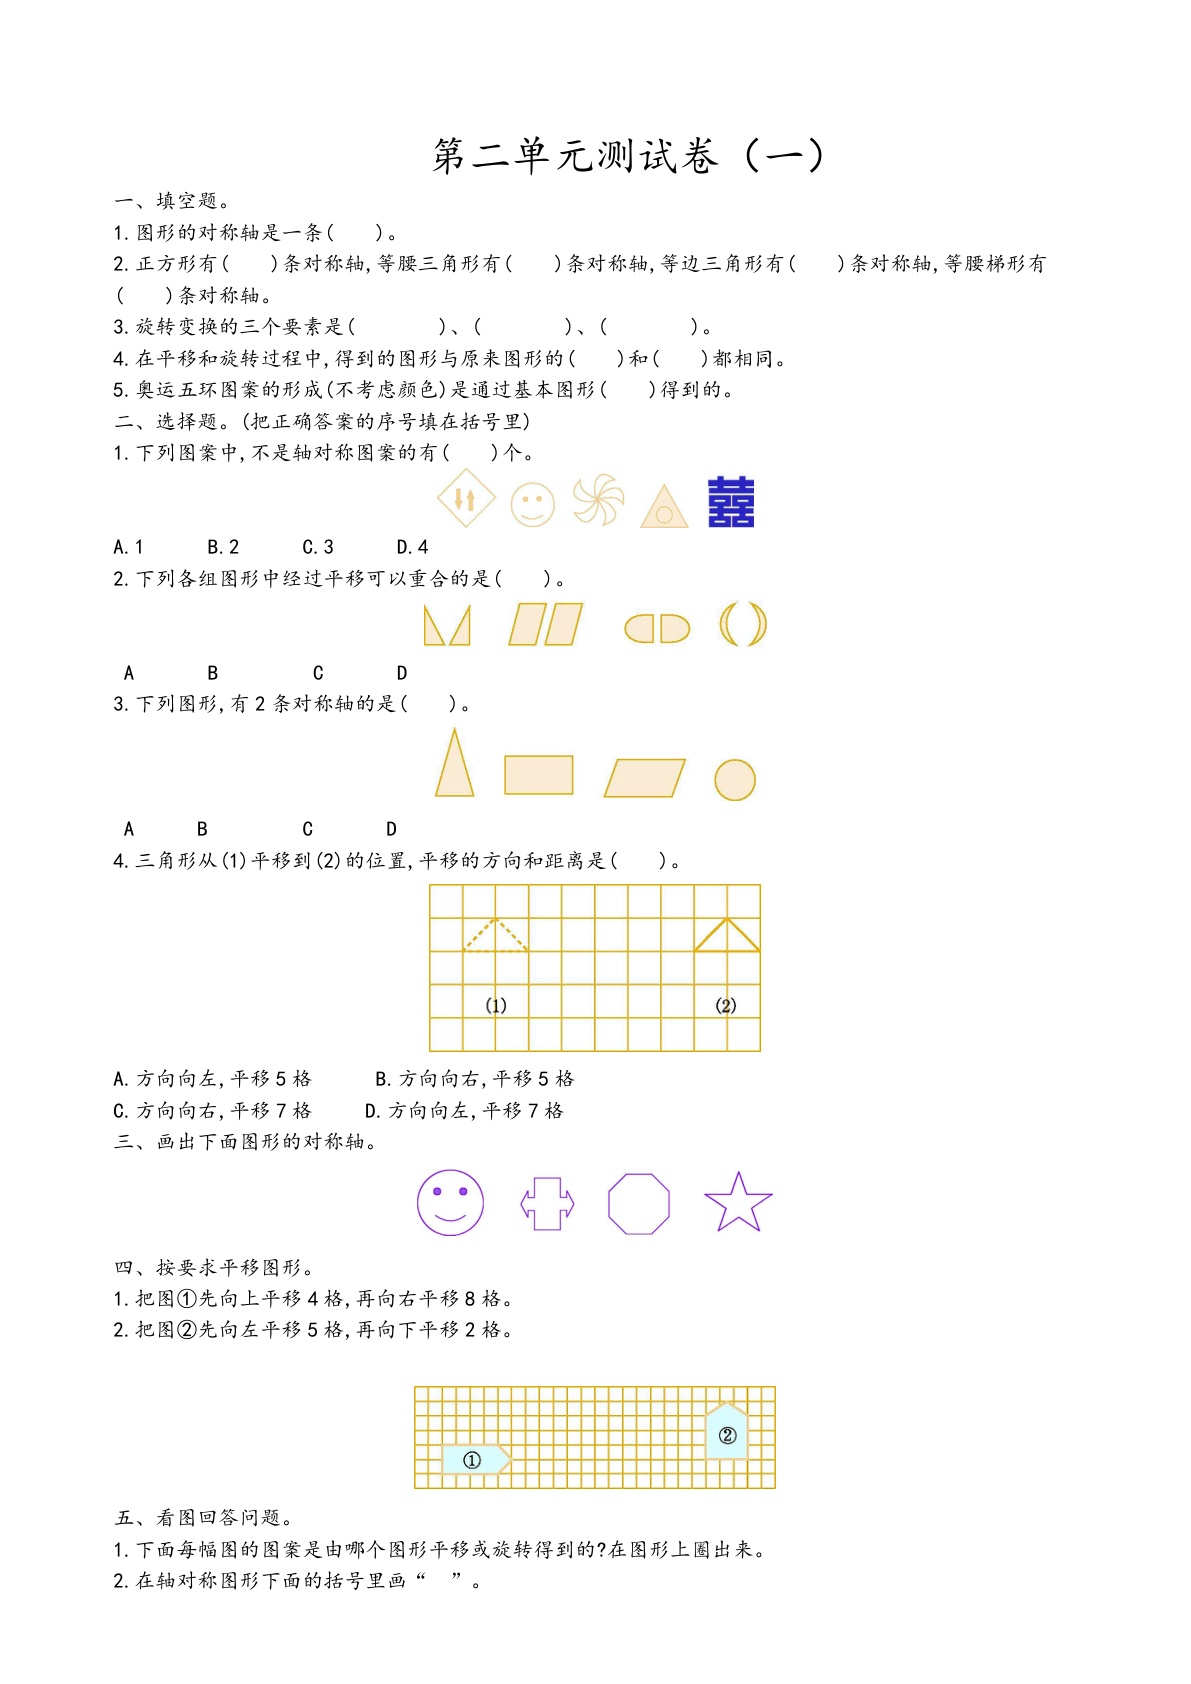 第二单元测试卷（一）
一、填空题。
1.图形的对称轴是一条(    )。
2.正方形有(    )条对称轴,等腰三角形有(    )条对称轴,等边三角形有(    )条对称轴,等腰梯形有
(    )条对称轴。
3.旋转变换的三个要素是(        )、(        )、(        )。
4.在平移和旋转过程中,得到的图形与原来图形的(    )和(    )都相同。
5.奥运五环图案的形成(不考虑颜色)是通过基本图形(    )得到的。
二、选择题。(把正确答案的序号填在括号里)
1.下列图案中,不是轴对称图案的有(    )个。
囍
A.1      B.2      C.3      D.4
2.下列各组图形中经过平移可以重合的是(    )。
A       B         C       D
3.下列图形,有2条对称轴的是(    )。
A      B         C       D
4.三角形从(1)平移到(2)的位置,平移的方向和距离是(    )。
(1)  (2)
A.方向向左,平移5格      B.方向向右,平移5格
C.方向向右,平移7格     D.方向向左,平移7格
三、画出下面图形的对称轴。
四、按要求平移图形。
1.把图①先向上平移4格,再向右平移8格。
2.把图②先向左平移5格,再向下平移2格。
②
①
五、看图回答问题。
1.下面每幅图的图案是由哪个图形平移或旋转得到的?在图形上圈出来。
2.在轴对称图形下面的括号里画“  ”。